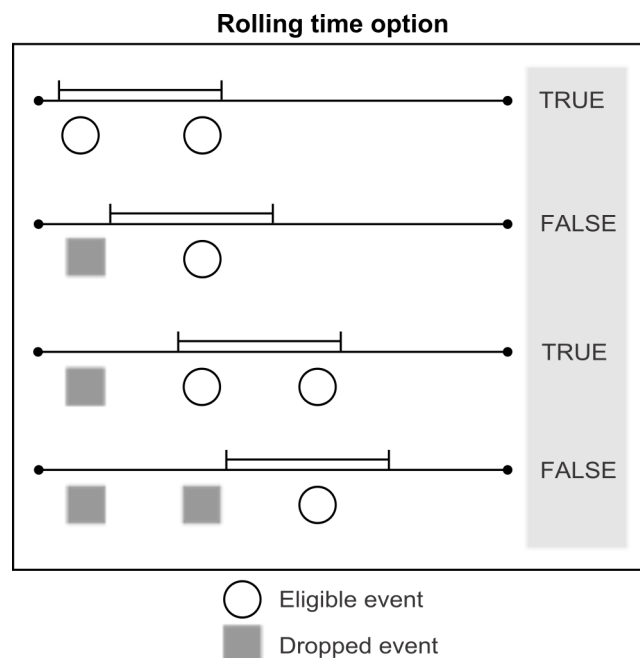 Rolling time option
TRUE
FALSE
TRUE
FALSE
Eligible event
Dropped event